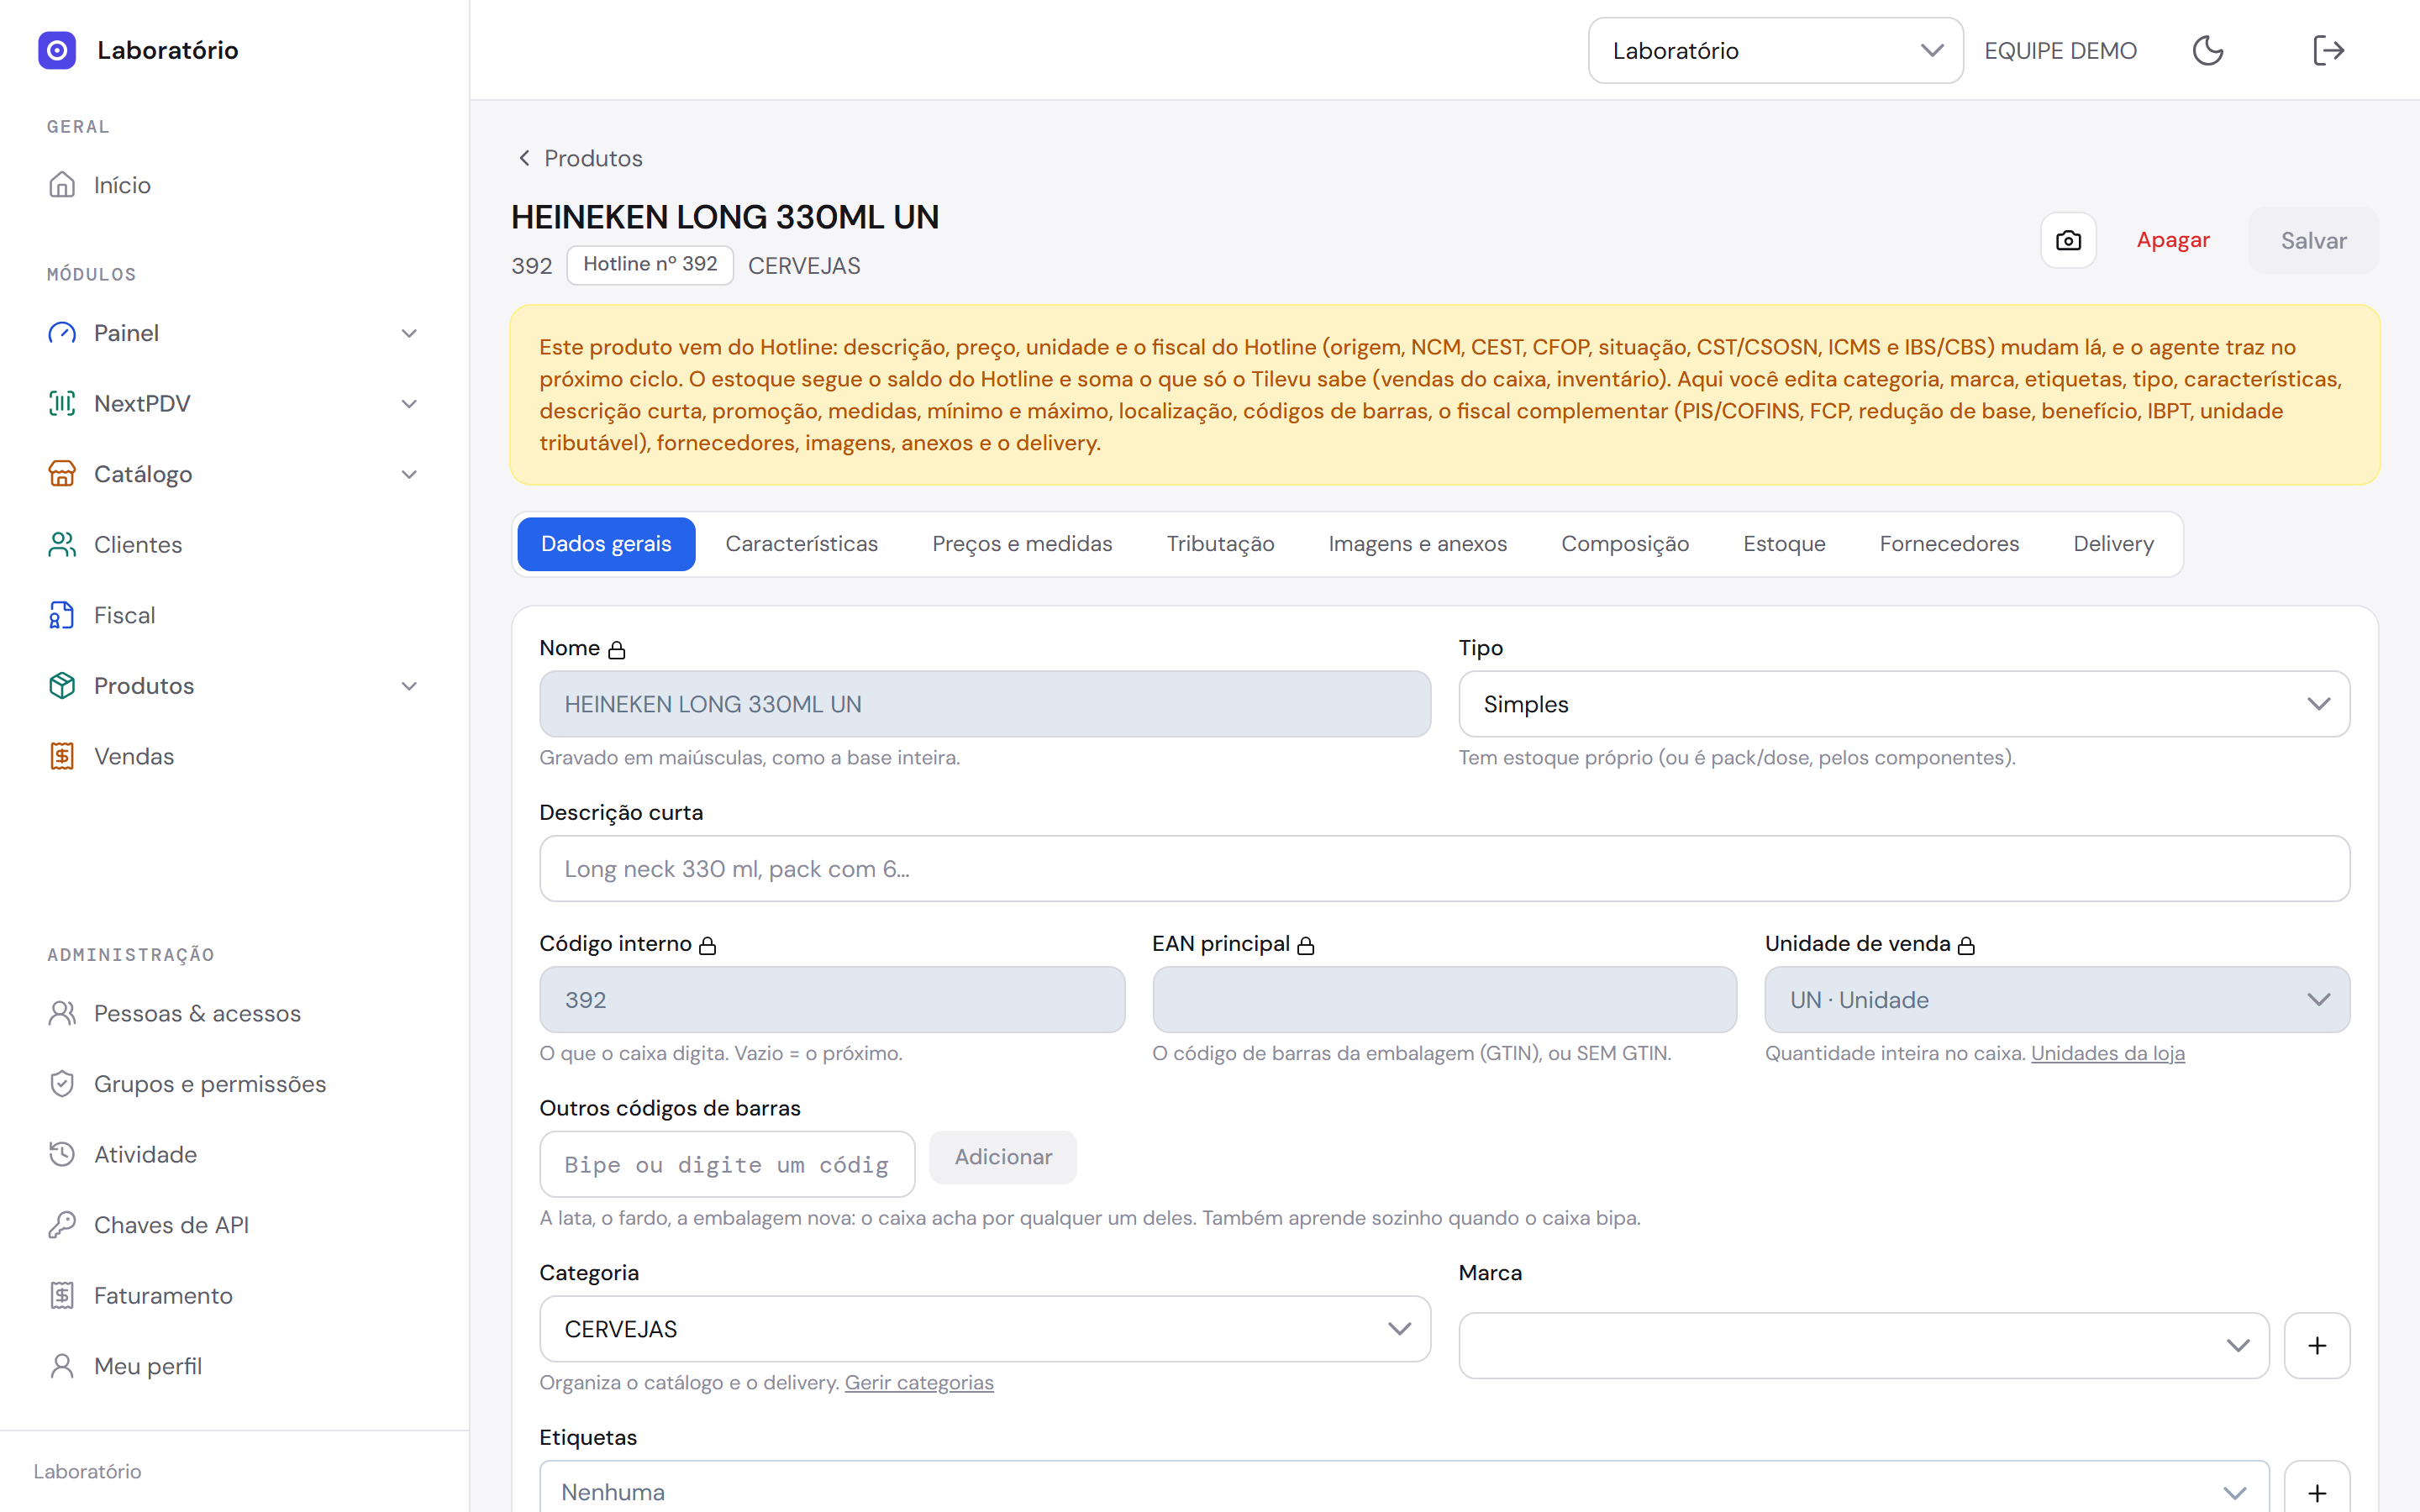 Laboratório
Laboratório
EQUIPE DEMO
GERAL
Início
MÓDULOS
Painel
NextPDV
Catálogo
Clientes
Fiscal
Produtos
Vendas
ADMINISTRAÇÃO
Pessoas & acessos
Grupos e permissões
Atividade
Chaves de API
Faturamento
Meu perfil
Laboratório
Produtos
HEINEKEN LONG 330ML UN
392 Hotline nº 392 CERVEJAS
Apagar
Salvar
Este produto vem do Hotline: descrição, preço, unidade e o fiscal do Hotline (origem, NCM, CEST, CFOP, situação, CST/CSOSN, ICMS e IBS/CBS) mudam lá, e o agente traz no
próximo ciclo. O estoque segue o saldo do Hotline e soma o que só o Tilevu sabe (vendas do caixa, inventário). Aqui você edita categoria, marca, etiquetas, tipo, características,
descrição curta, promoção, medidas, mínimo e máximo, localização, códigos de barras, o fiscal complementar (PIS/COFINS, FCP, redução de base, benefício, IBPT, unidade
tributável), fornecedores, imagens, anexos e o delivery.
Dados gerais Características Preços e medidas Tributação Imagens e anexos Composição Estoque Fornecedores Delivery
Nome
HEINEKEN LONG 330ML UN
Gravado em maiúsculas, como a base inteira.
Tipo
Simples
Tem estoque próprio (ou é pack/dose, pelos componentes).
Descrição curta
Long neck 330 ml, pack com 6…
Código interno
392
O que o caixa digita. Vazio = o próximo.
EAN principal
O código de barras da embalagem (GTIN), ou SEM GTIN.
Unidade de venda
UN · Unidade
Quantidade inteira no caixa. Unidades da loja
Outros códigos de barras
Bipe ou digite um códig
Adicionar
A lata, o fardo, a embalagem nova: o caixa acha por qualquer um deles. Também aprende sozinho quando o caixa bipa.
Categoria
CERVEJAS
Organiza o catálogo e o delivery. Gerir categorias
Marca
Etiquetas
Nenhuma